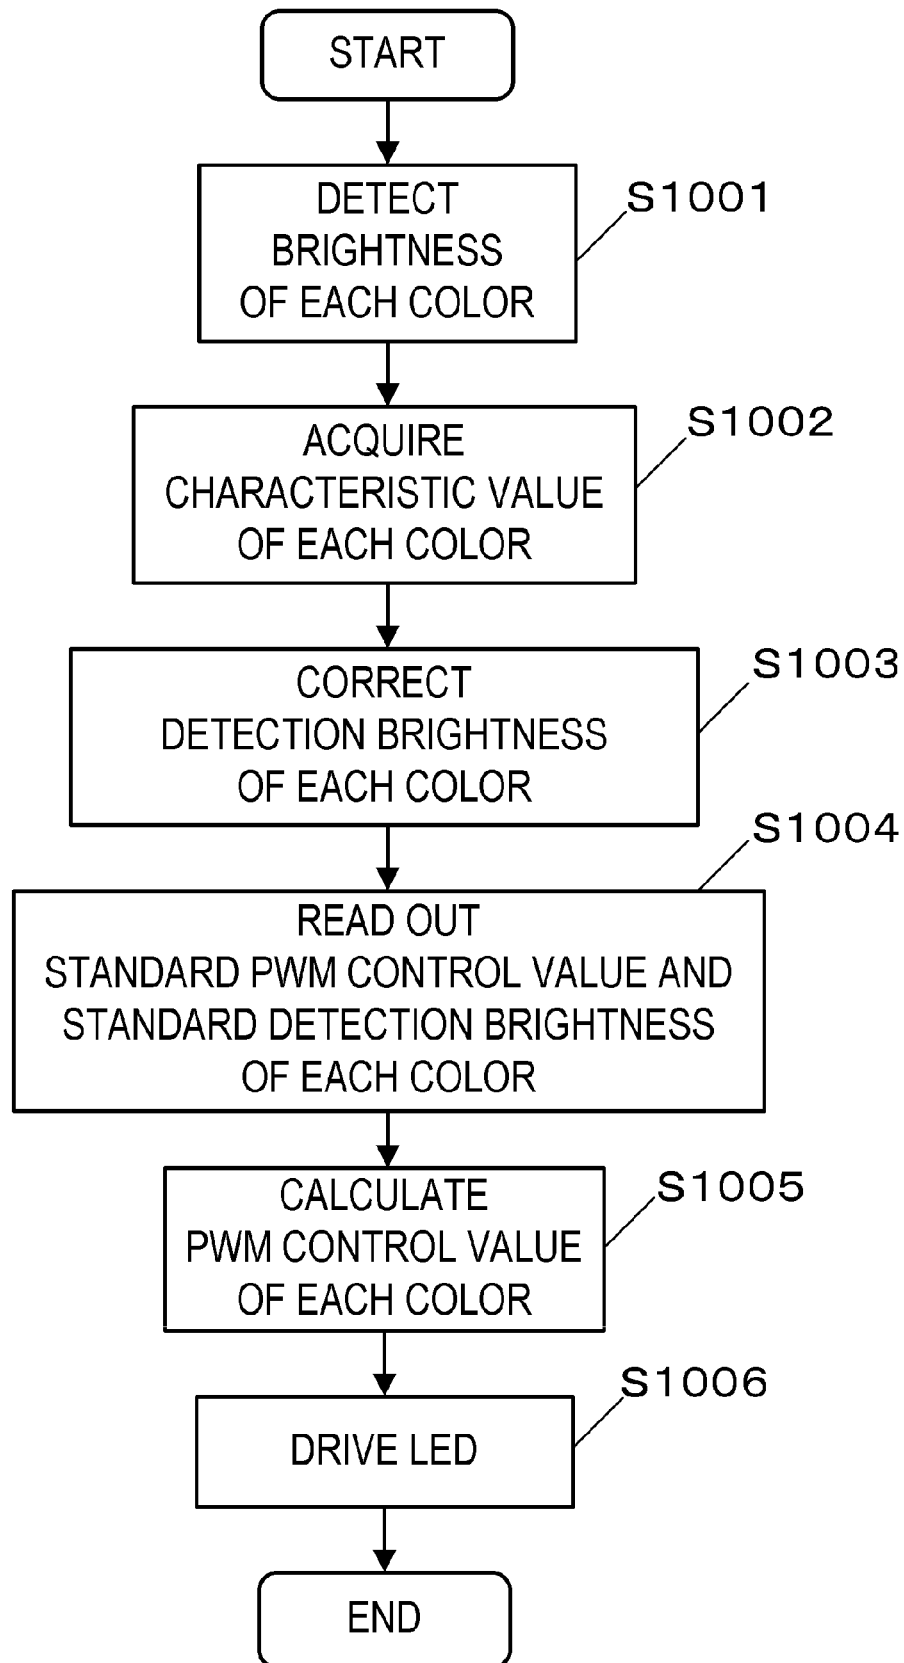 START
DETECT
BRIGHTNESS
OF EACH COLOR
S1001
ACQUIRE
CHARACTERISTIC VALUE
OF EACH COLOR
S1002
CORRECT
DETECTION BRIGHTNESS
OF EACH COLOR
S1003
READ OUT
STANDARD PWM CONTROL VALUE AND
STANDARD DETECTION BRIGHTNESS
OF EACH COLOR
S1004
CALCULATE
PWM CONTROL VALUE
OF EACH COLOR
S1005
DRIVE LED
S1006
END